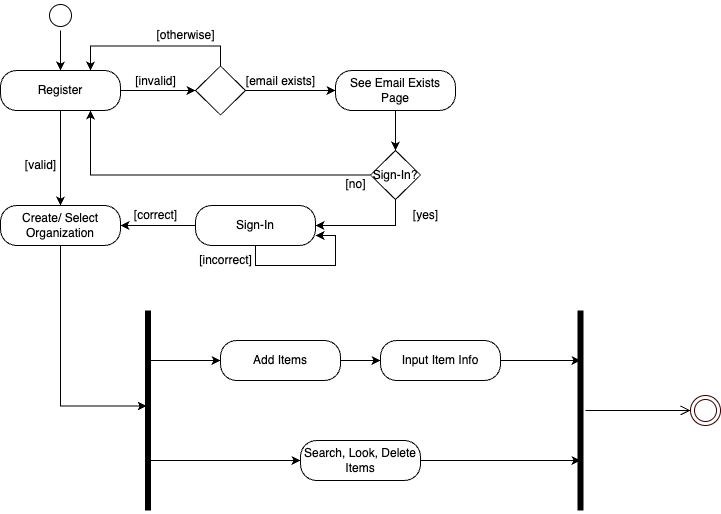 [otherwise]
Register
[invalid]
[email exists]
See Email Exists
Page
[valid]
Sign-In?
[no]
[yes]
Create/ Select
Organization
[correct]
Sign-In
[incorrect]
Add Items
Input Item Info
Search, Look, Delete
Items